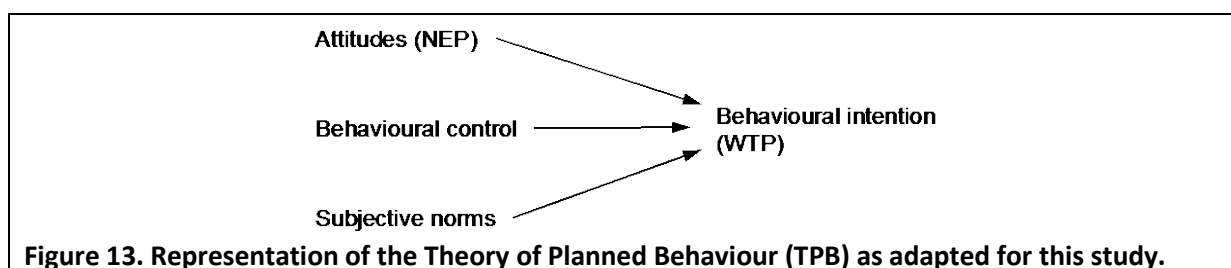 Attitudes (NEP)
Behavioural control
Behavioural intention
(WTP)
Subjective norms
Figure 13. Representation of the Theory of Planned Behaviour (TPB) as adapted for this study.